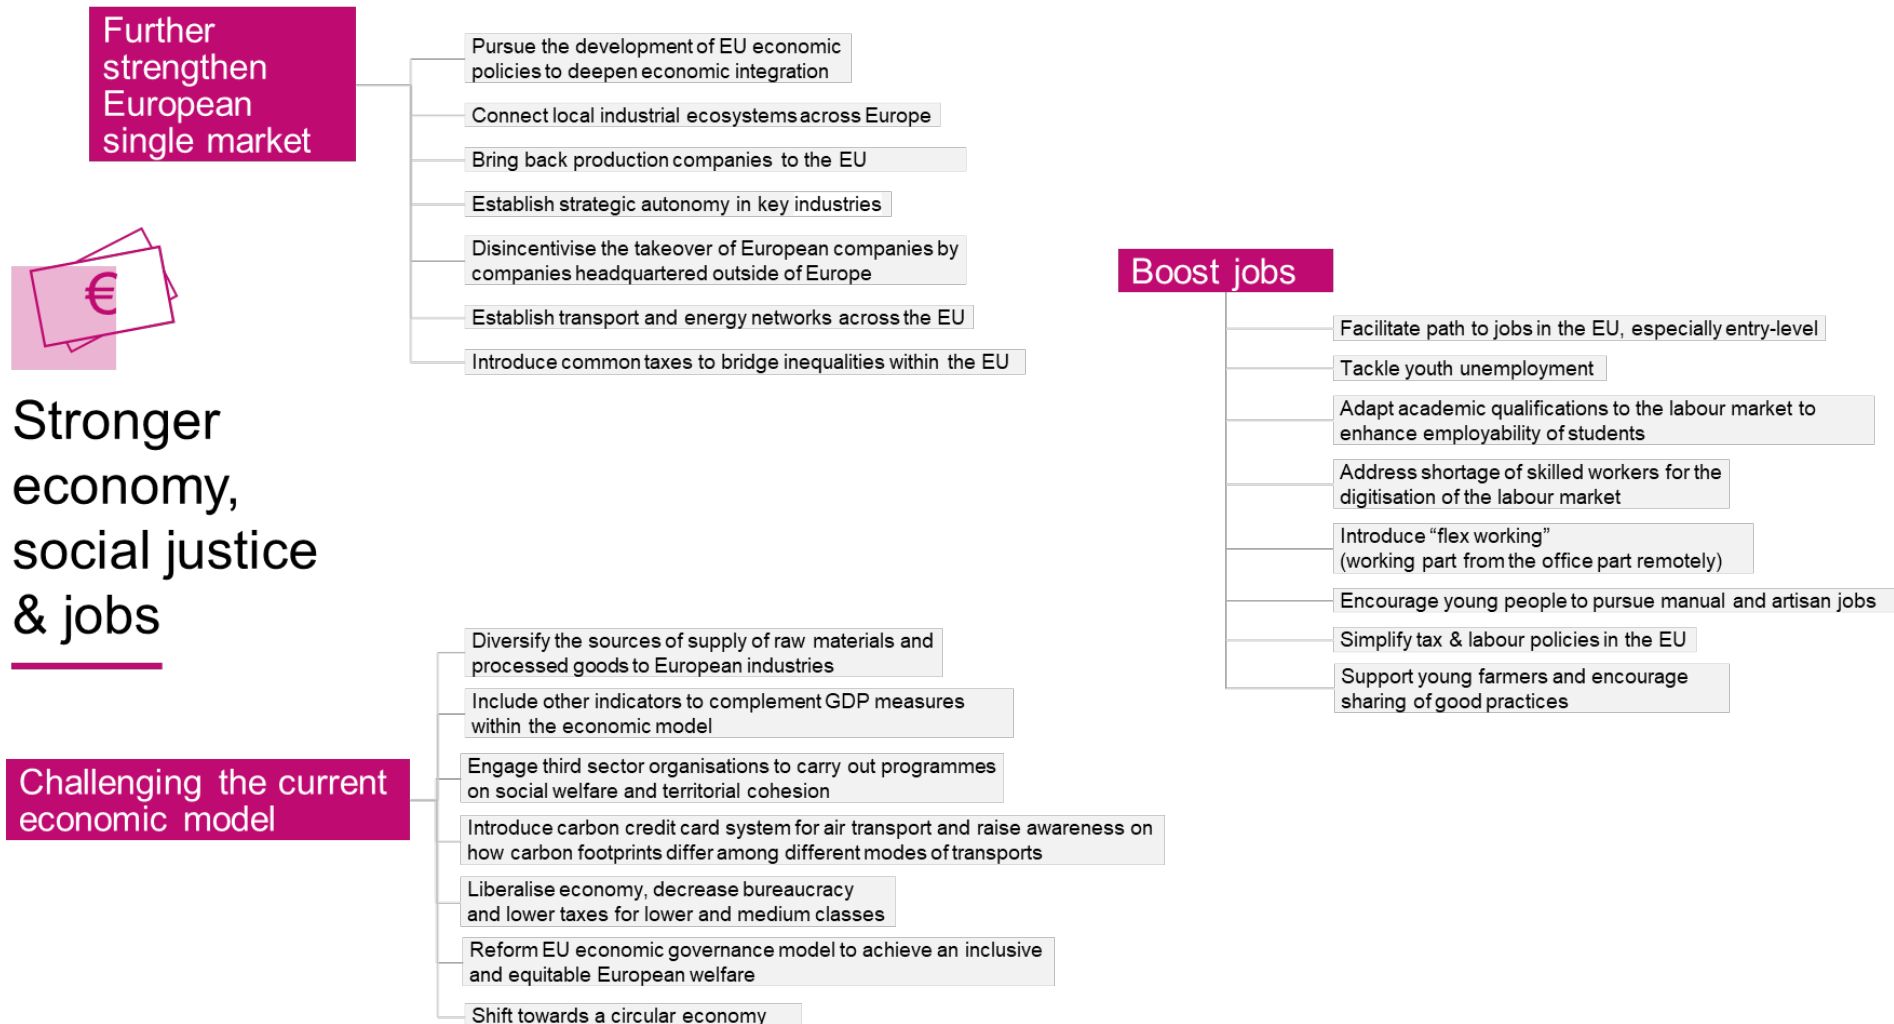 Further
strengthen
European
single market
Pursue the development of EU economic
policies to deepen economic integration
Connect local industrial ecosystems across Europe
Bring back production companies to the EU
Establish strategic autonomy in key industries
Disincentivise the takeover of European companies by
companies headquartered outside of Europe
Establish transport and energy networks across the EU
Introduce common taxes to bridge inequalities within the EU
€
Stronger
economy,
social justice
& jobs
Boost jobs
Facilitate path to jobs in the EU, especially entry-level
Tackle youth unemployment
Adapt academic qualifications to the labour market to
enhance employability of students
Address shortage of skilled workers for the
digitisation of the labour market
Introduce “flex working”
(working part from the office part remotely)
Encourage young people to pursue manual and artisan jobs
Simplify tax & labour policies in the EU
Support young farmers and encourage
sharing of good practices
Challenging the current
economic model
Diversify the sources of supply of raw materials and
processed goods to European industries
Include other indicators to complement GDP measures
within the economic model
Engage third sector organisations to carry out programmes
on social welfare and territorial cohesion
Introduce carbon credit card system for air transport and raise awareness on
how carbon footprints differ among different modes of transports
Liberalise economy, decrease bureaucracy
and lower taxes for lower and medium classes
Reform EU economic governance model to achieve an inclusive
and equitable European welfare
Shift towards a circular economy